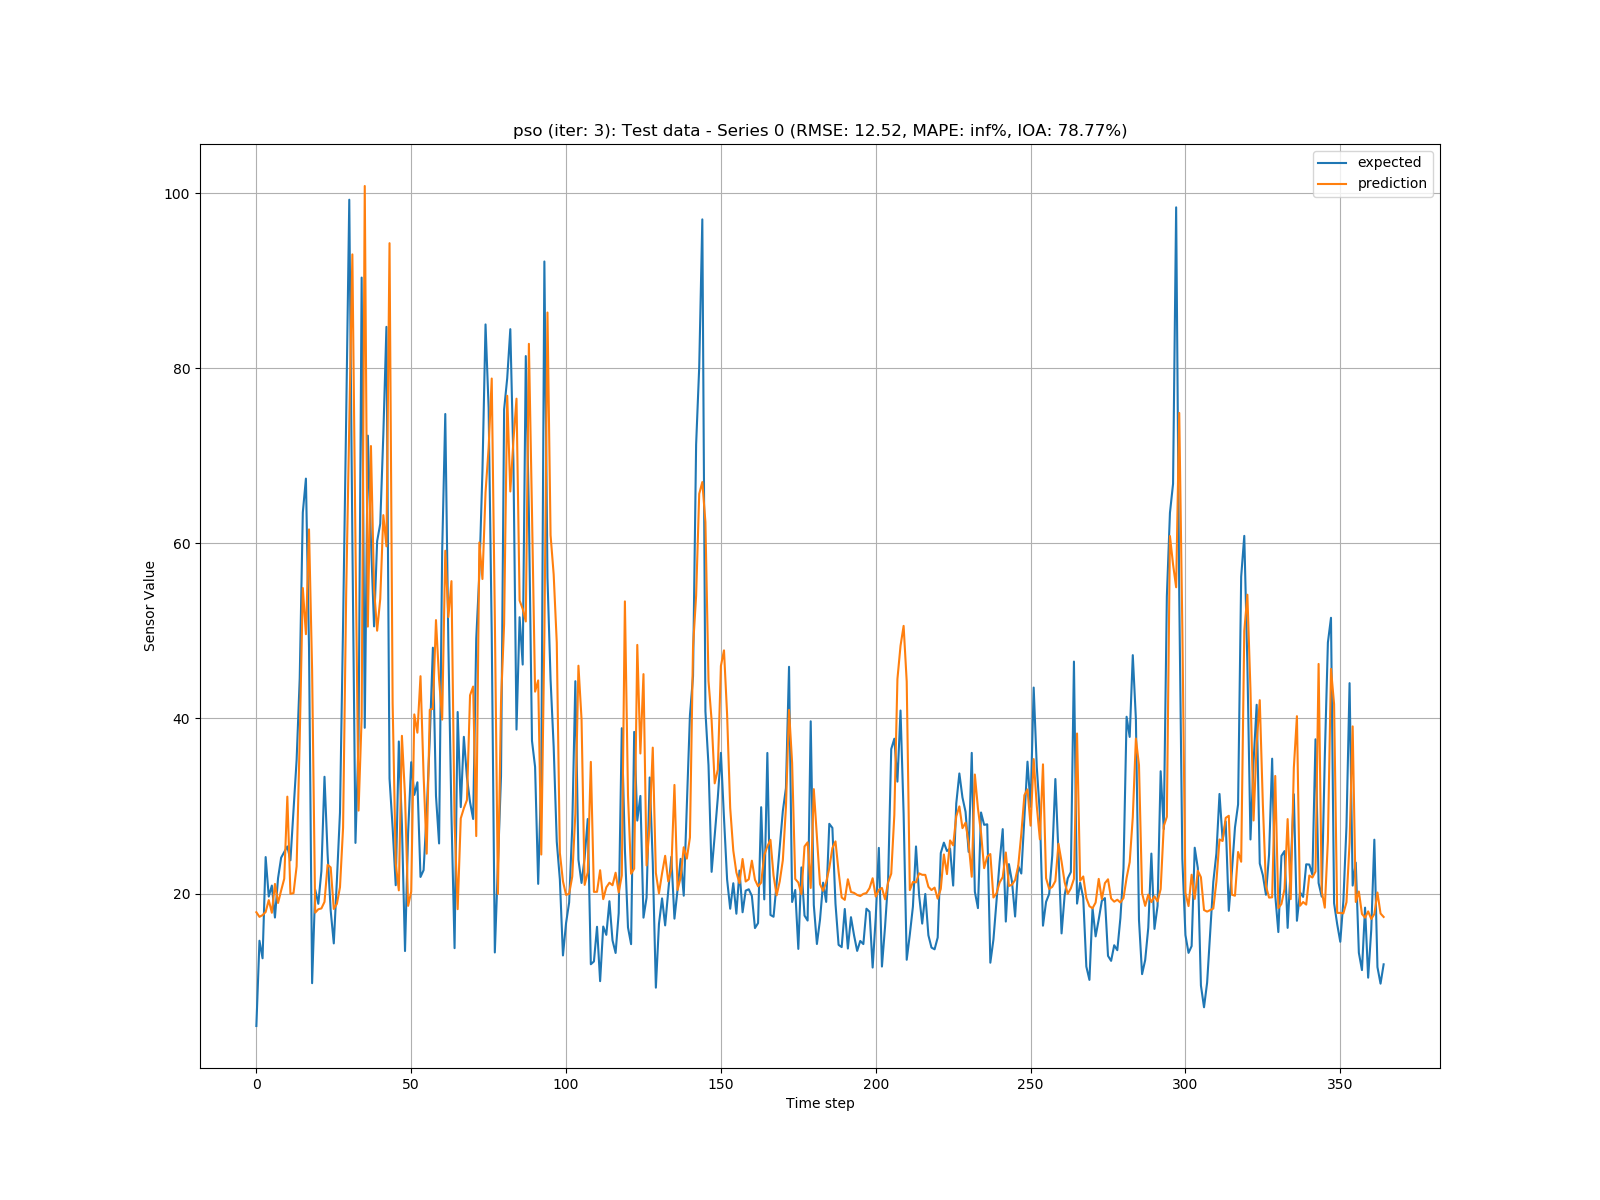 pso (iter: 3): Test data - Series 0 (RMSE: 12.52, MAPE: inf%, IOA: 78.77%)
expected
prediction
100
80
60
40
20
Sensor Value
0 50 100 150 200 250 300 350
Time step